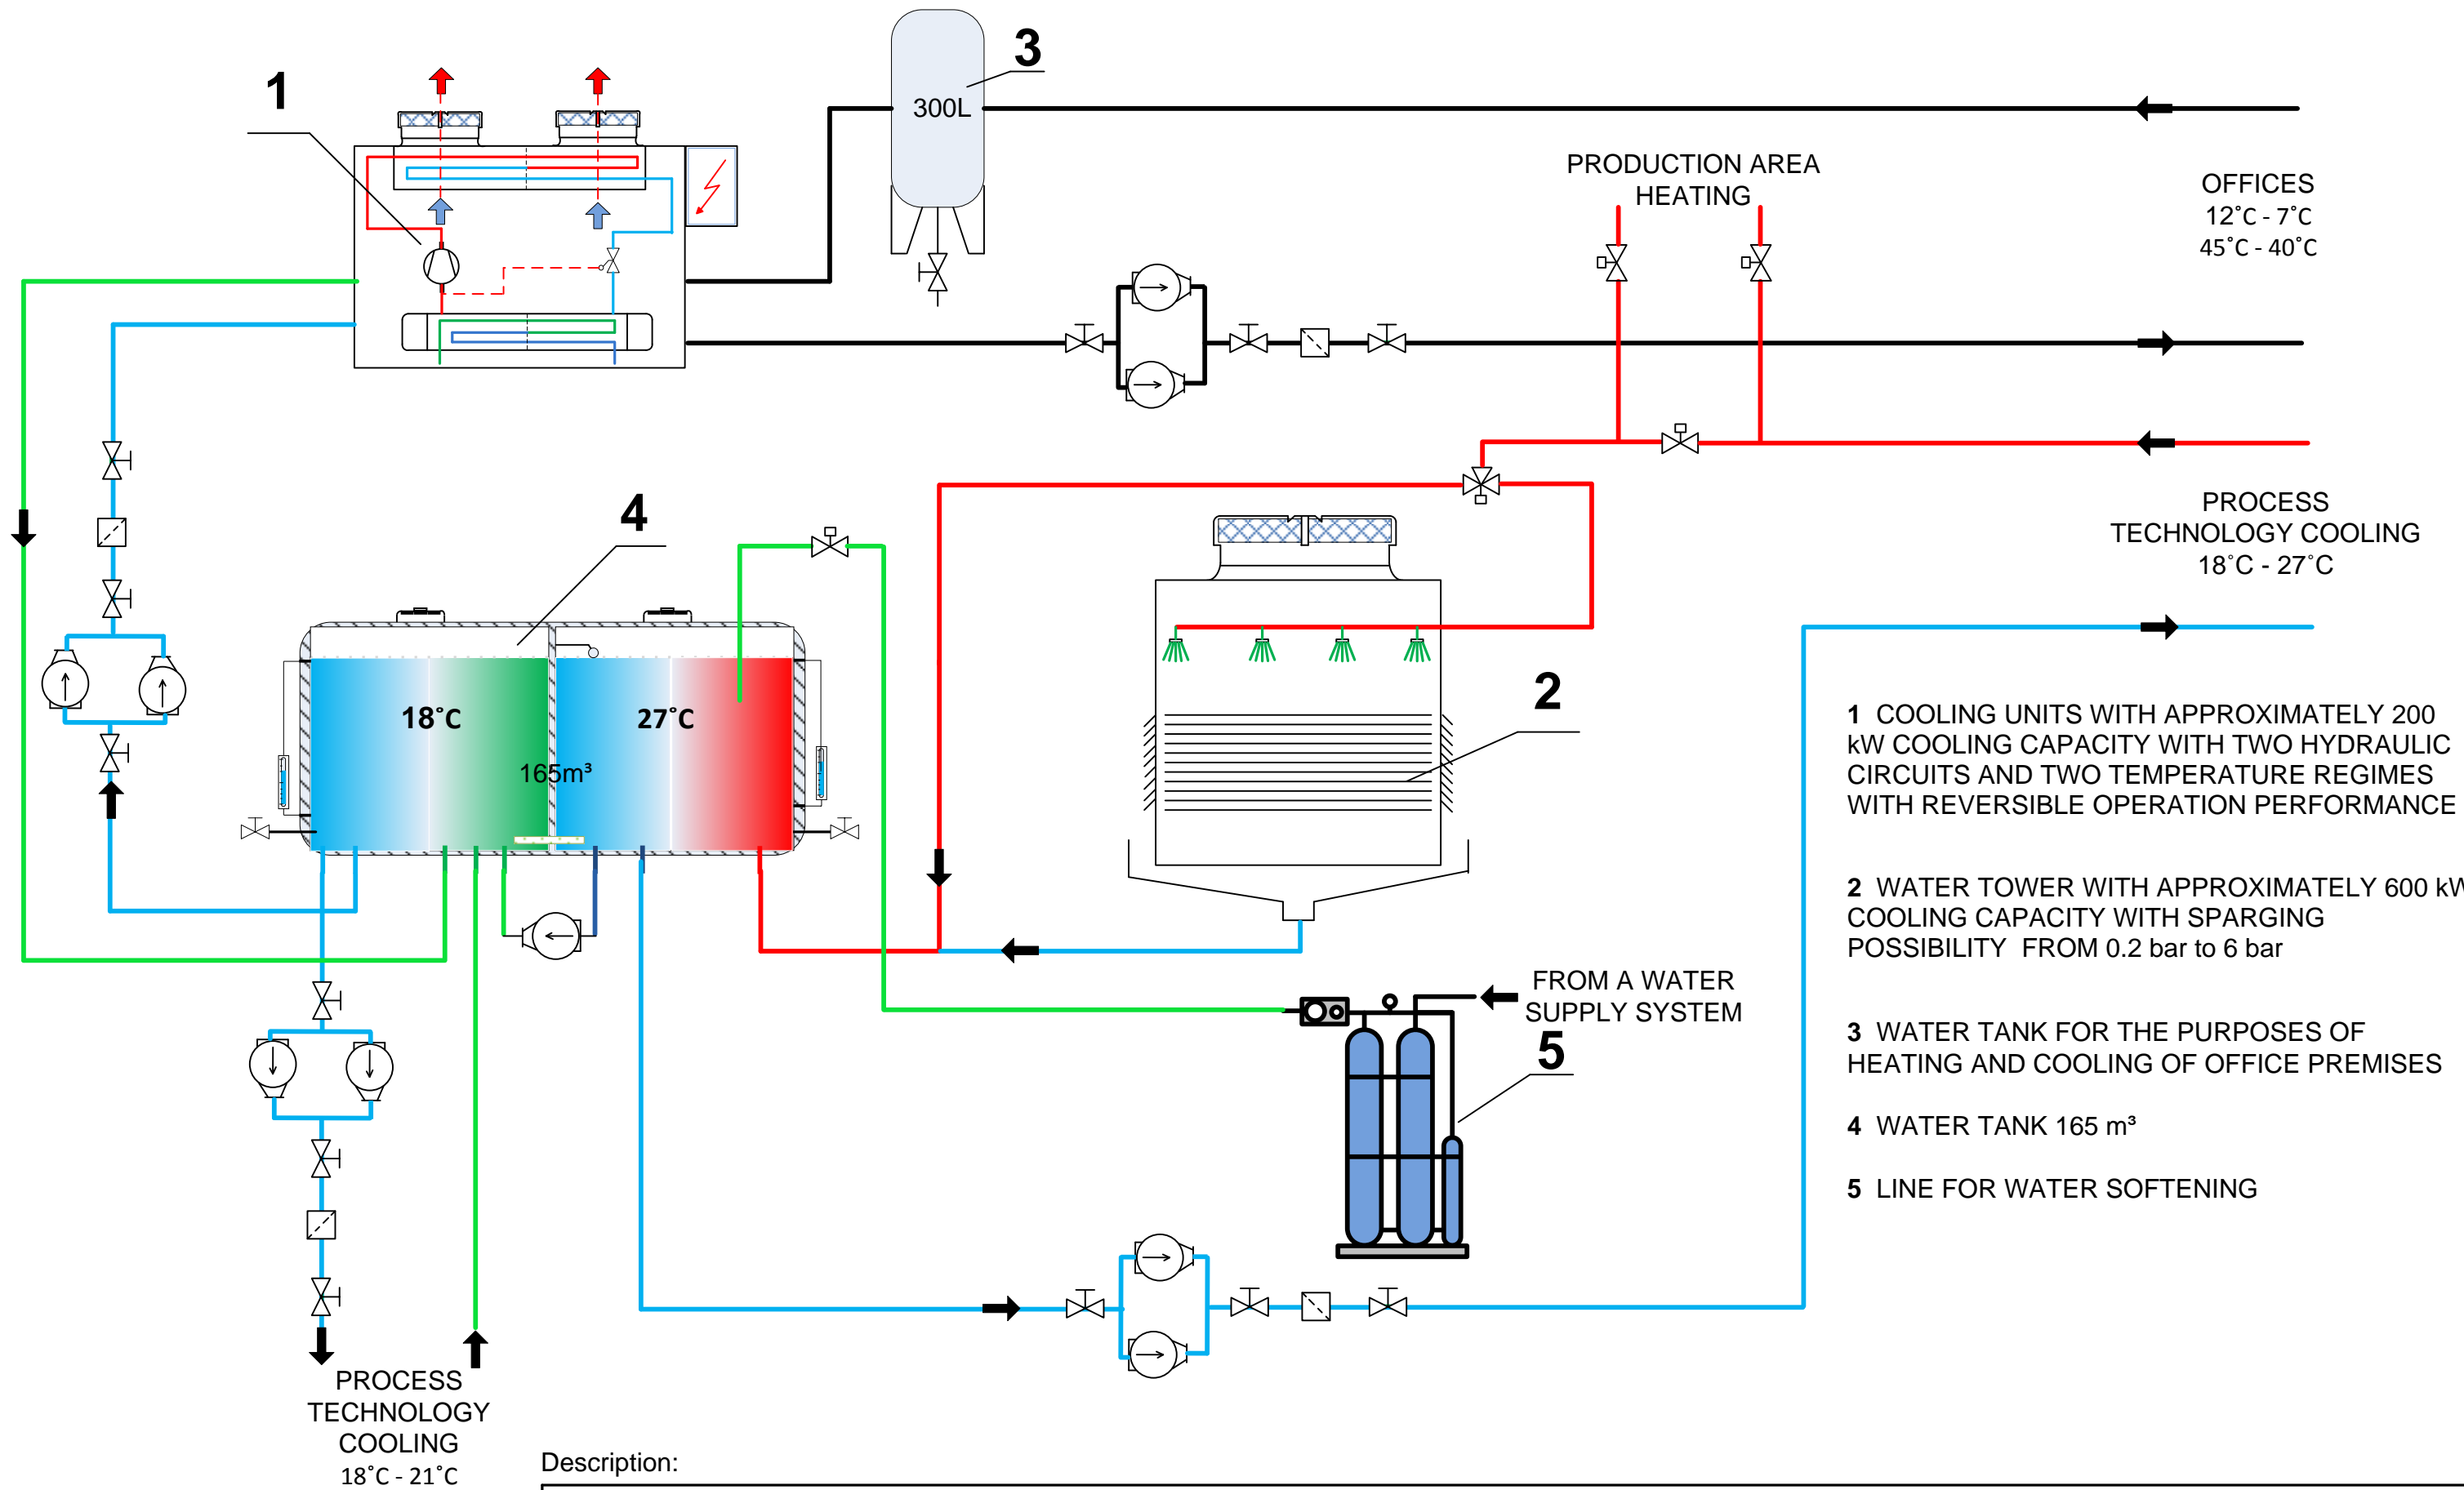 1
3
300L
PRODUCTION AREA
HEATING
OFFICES
12°C - 7°C
45°C - 40°C
4
PROCESS
TECHNOLOGY COOLING
18°C - 27°C
18°C
27°C
165m³
2
1 COOLING UNITS WITH APPROXIMATELY 200
kW COOLING CAPACITY WITH TWO HYDRAULIC
CIRCUITS AND TWO TEMPERATURE REGIMES
WITH REVERSIBLE OPERATION PERFORMANCE
2 WATER TOWER WITH APPROXIMATELY 600 kW
COOLING CAPACITY WITH SPARGING
POSSIBILITY FROM 0.2 bar to 6 bar
3 WATER TANK FOR THE PURPOSES OF
HEATING AND COOLING OF OFFICE PREMISES
4 WATER TANK 165 m³
5 LINE FOR WATER SOFTENING
FROM A WATER
SUPPLY SYSTEM
5
PROCESS
TECHNOLOGY
COOLING
18°C - 21°C
Description: